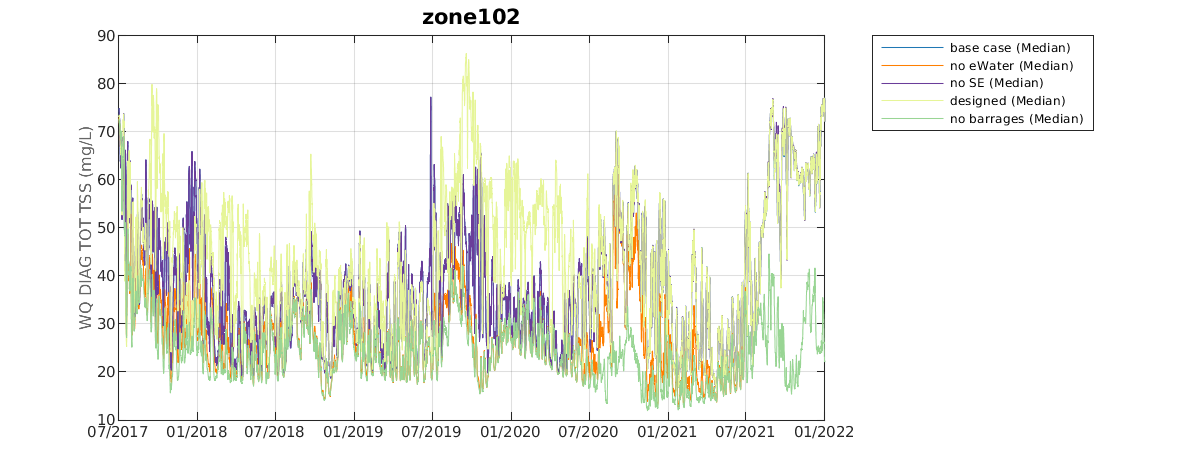 zone102
WQ DIAG TOT TSS (mg/L)
90
80
70
60
50
40
30
20
10
07/2017 01/2018 07/2018 01/2019 07/2019 01/2020 07/2020 01/2021 07/2021 01/2022
base case (Median)
no eWater (Median)
no SE (Median)
designed (Median)
no barrages (Median)